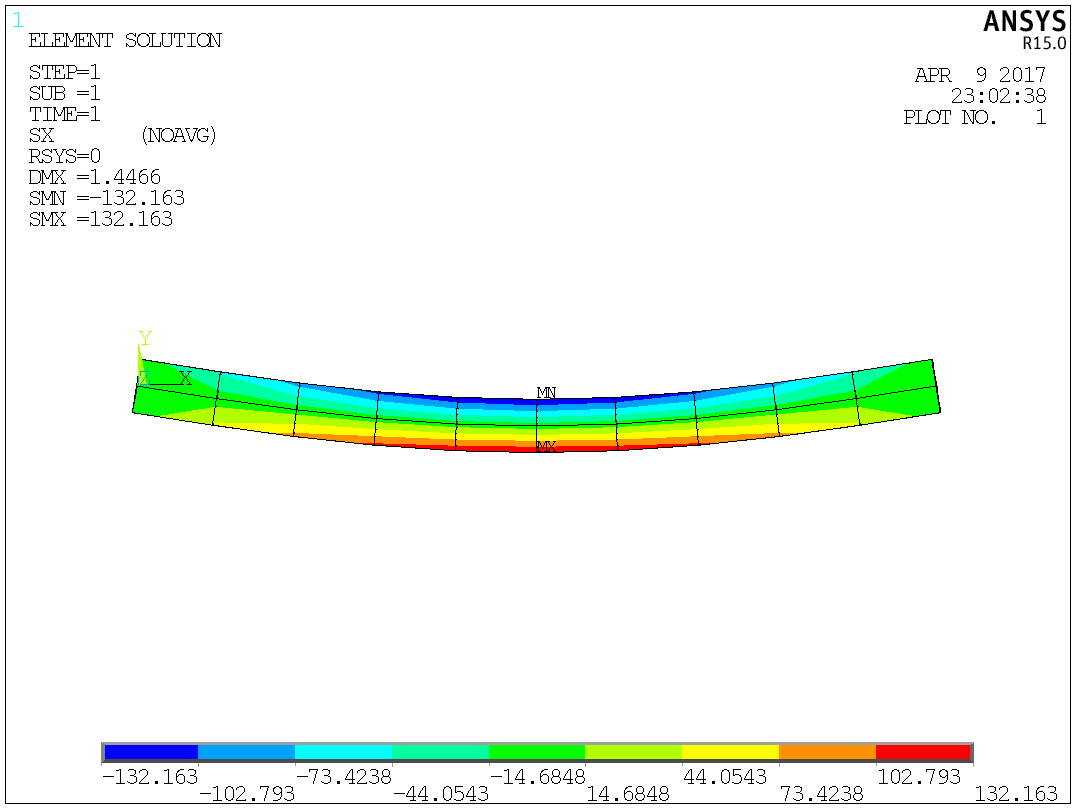 1
ANSYS
R15.0
ELEMENT SOLUTION
STEP=1
SUB =1
TIME=1
SX (NOAVG)
RSYS=0
DMX =1.4466
SMN =-132.163
SMX =132.163
APR 9 2017
23:02:38
PLOT NO. 1
Y
Z X
MN
MX
-132.163 -73.4238 -14.6848 44.0543 102.793
-102.793 -44.0543 14.6848 73.4238 132.163